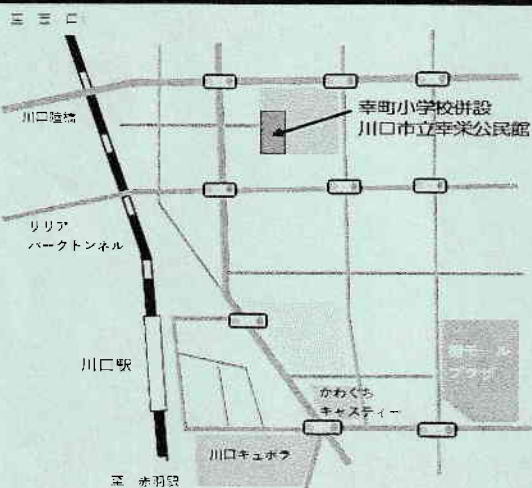 川口陸橋
幸町小学校併設
川口市立幸栄公民館
リリア
パークトンネル
川口駅
かわぐち
キャスティー
川口キュポラ
至 赤羽駅